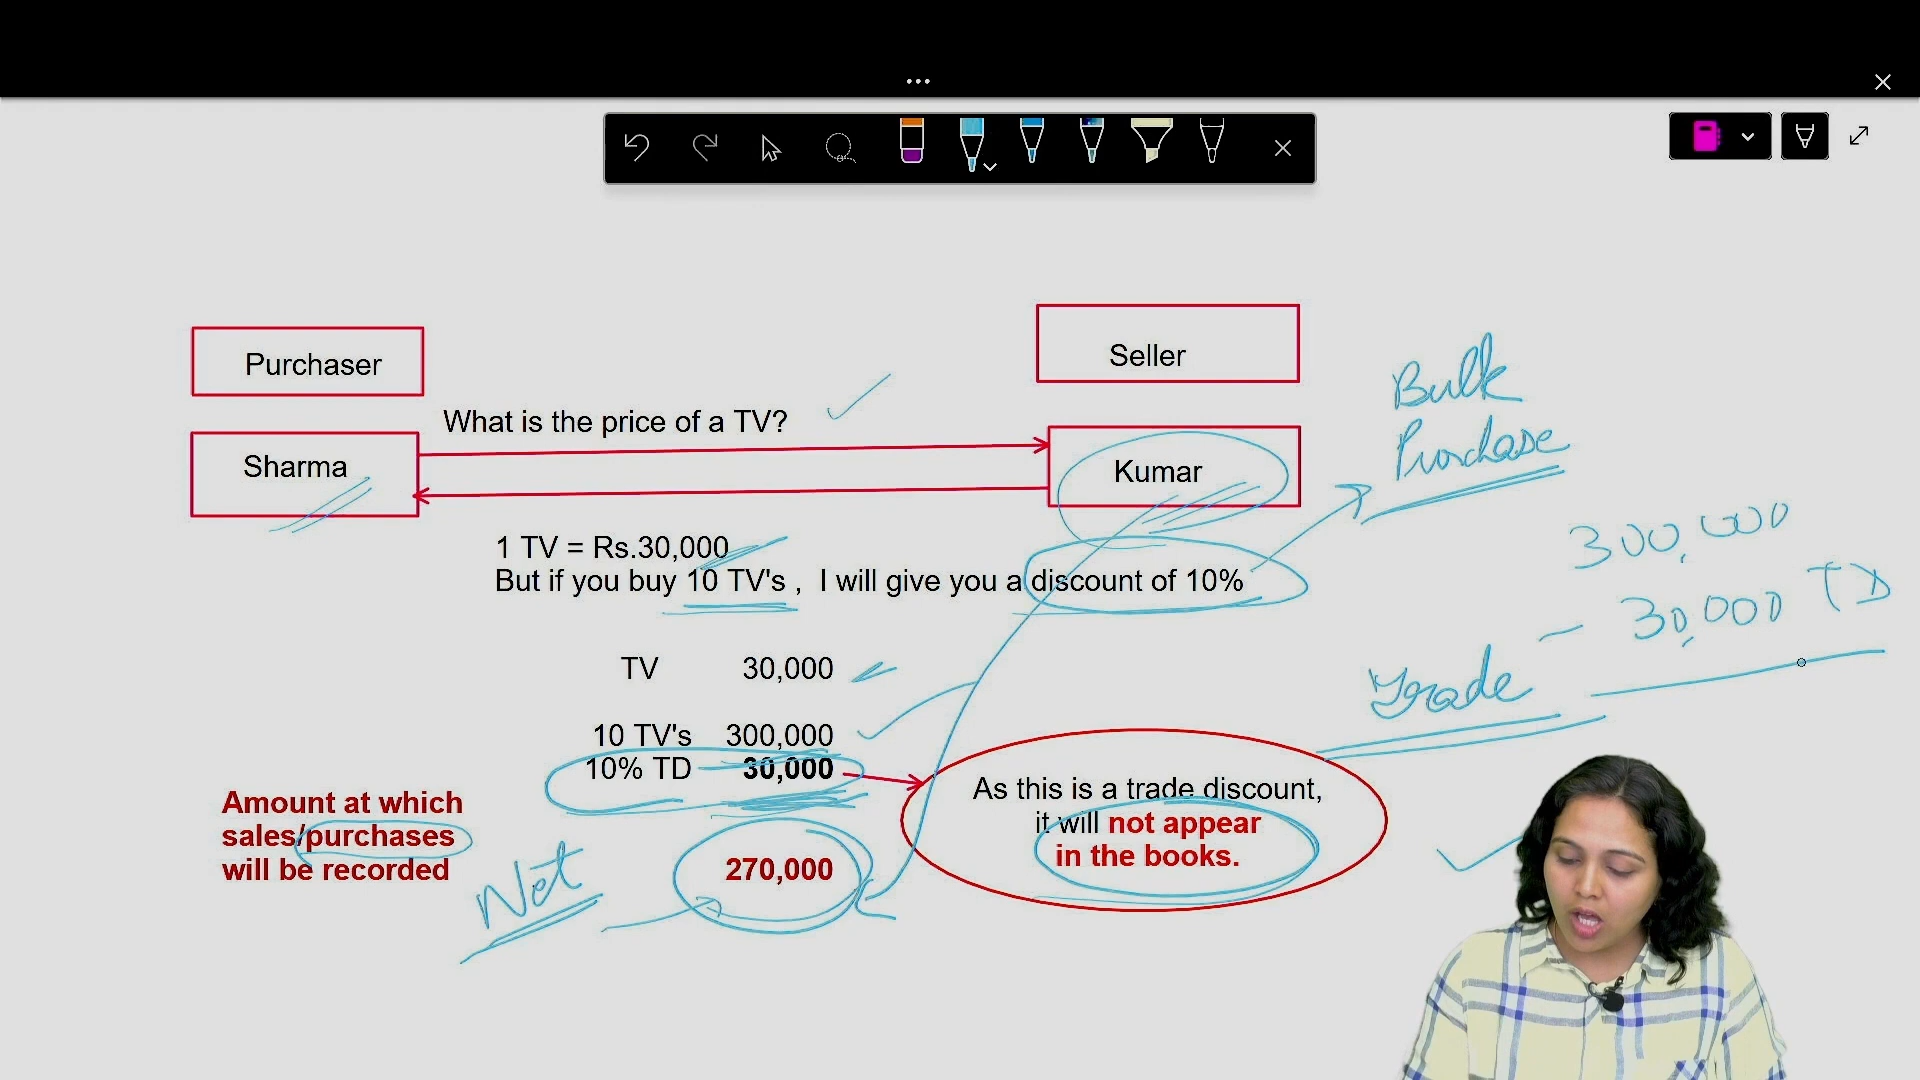 Purchaser
Seller
What is the price of a TV?
Sharma
Kumar
Bulk
Purchase
1 TV = Rs.30,000
But if you buy 10 TV's , I will give you a discount of 10%
300,000
- 30,000 TD
TV 30,000
Trade
10 TV's 300,000
10% TD 30,000
As this is a trade discount,
it will not appear
in the books.
Amount at which
sales/purchases
will be recorded
270,000
Net